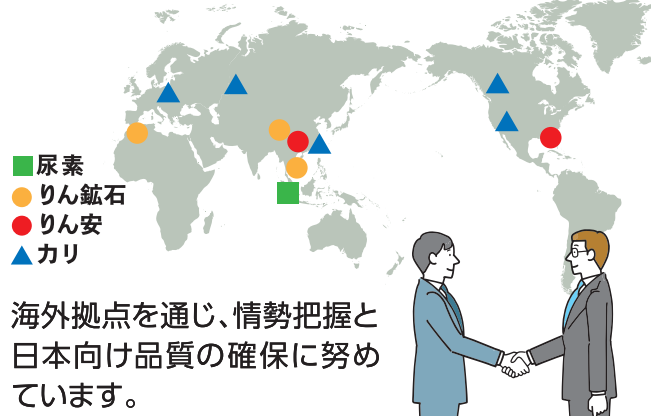 尿素
りん鉱石
りん安
カリ
海外拠点を通じ、情勢把握と
日本向け品質の確保に努め
ています。